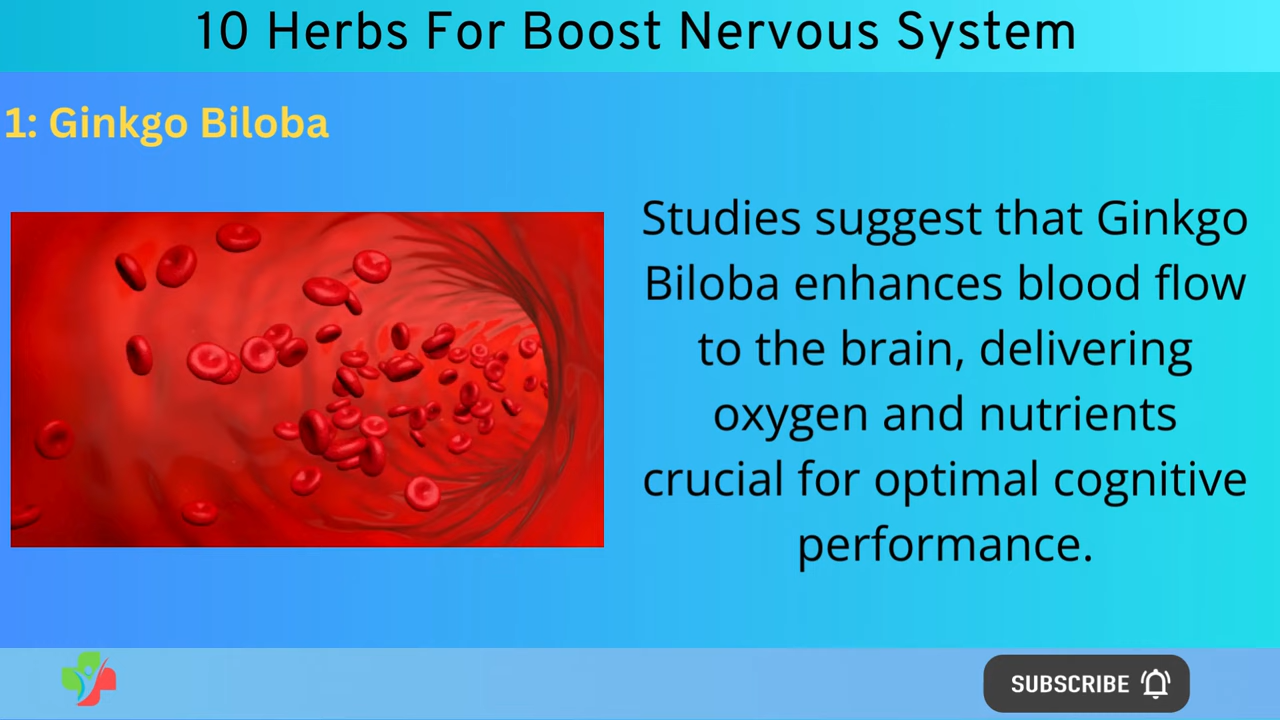 10 Herbs For Boost Nervous System
1: Ginkgo Biloba
Studies suggest that Ginkgo
Biloba enhances blood flow
to the brain, delivering
oxygen and nutrients
crucial for optimal cognitive
performance.
SUBSCRIBE